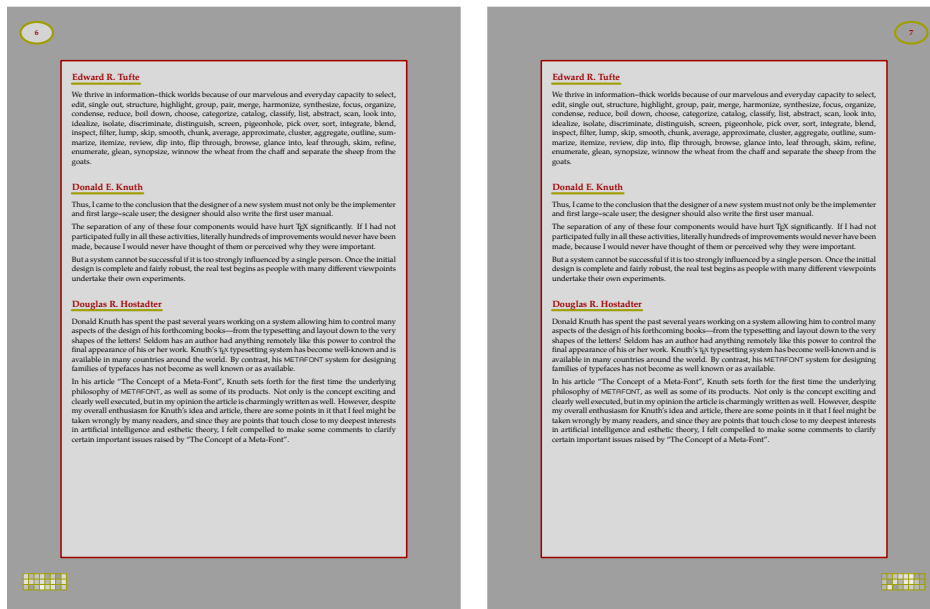 6
Edward R. Tufte
We thrive in information–thick worlds because of our marvelous and everyday capacity to select,
edit, single out, structure, highlight, group, pair, merge, harmonize, synthesize, focus, organize,
condense, reduce, boil down, choose, categorize, catalog, classify, list, abstract, scan, look into,
idealize, isolate, discriminate, distinguish, screen, pigeonhole, pick over, sort, integrate, blend,
inspect, filter, lump, skip, smooth, chunk, average, approximate, cluster, aggregate, outline, sum-
marize, itemize, review, dip into, flip through, browse, glance into, leaf through, skim, refine,
enumerate, glean, synopsize, winnow the wheat from the chaff and separate the sheep from the
goats.
Donald E. Knuth
Thus, I came to the conclusion that the designer of a new system must not only be the implementer
and first large–scale user; the designer should also write the first user manual.
The separation of any of these four components would have hurt TEX significantly. If I had not
participated fully in all these activities, literally hundreds of improvements would never have been
made, because I would never have thought of them or perceived why they were important.
But a system cannot be successful if it is too strongly influenced by a single person. Once the initial
design is complete and fairly robust, the real test begins as people with many different viewpoints
undertake their own experiments.
Douglas R. Hostadter
Donald Knuth has spent the past several years working on a system allowing him to control many
aspects of the design of his forthcoming books—from the typesetting and layout down to the very
shapes of the letters! Seldom has an author had anything remotely like this power to control the
final appearance of his or her work. Knuth's TEX typesetting system has become well-known and is
available in many countries around the world. By contrast, his METAFONT system for designing
families of typefaces has not become as well known or as available.
In his article "The Concept of a Meta-Font", Knuth sets forth for the first time the underlying
philosophy of METAFONT, as well as some of its products. Not only is the concept exciting and
clearly well executed, but in my opinion the article is charmingly written as well. However, despite
my overall enthusiasm for Knuth's idea and article, there are some points in it that I feel might be
taken wrongly by many readers, and since they are points that touch close to my deepest interests
in artificial intelligence and esthetic theory, I felt compelled to make some comments to clarify
certain important issues raised by "The Concept of a Meta-Font".
7
Edward R. Tufte
We thrive in information–thick worlds because of our marvelous and everyday capacity to select,
edit, single out, structure, highlight, group, pair, merge, harmonize, synthesize, focus, organize,
condense, reduce, boil down, choose, categorize, catalog, classify, list, abstract, scan, look into,
idealize, isolate, discriminate, distinguish, screen, pigeonhole, pick over, sort, integrate, blend,
inspect, filter, lump, skip, smooth, chunk, average, approximate, cluster, aggregate, outline, sum-
marize, itemize, review, dip into, flip through, browse, glance into, leaf through, skim, refine,
enumerate, glean, synopsize, winnow the wheat from the chaff and separate the sheep from the
goats.
Donald E. Knuth
Thus, I came to the conclusion that the designer of a new system must not only be the implementer
and first large–scale user; the designer should also write the first user manual.
The separation of any of these four components would have hurt TEX significantly. If I had not
participated fully in all these activities, literally hundreds of improvements would never have been
made, because I would never have thought of them or perceived why they were important.
But a system cannot be successful if it is too strongly influenced by a single person. Once the initial
design is complete and fairly robust, the real test begins as people with many different viewpoints
undertake their own experiments.
Douglas R. Hostadter
Donald Knuth has spent the past several years working on a system allowing him to control many
aspects of the design of his forthcoming books—from the typesetting and layout down to the very
shapes of the letters! Seldom has an author had anything remotely like this power to control the
final appearance of his or her work. Knuth's TEX typesetting system has become well-known and is
available in many countries around the world. By contrast, his METAFONT system for designing
families of typefaces has not become as well known or as available.
In his article "The Concept of a Meta-Font", Knuth sets forth for the first time the underlying
philosophy of METAFONT, as well as some of its products. Not only is the concept exciting and
clearly well executed, but in my opinion the article is charmingly written as well. However, despite
my overall enthusiasm for Knuth's idea and article, there are some points in it that I feel might be
taken wrongly by many readers, and since they are points that touch close to my deepest interests
in artificial intelligence and esthetic theory, I felt compelled to make some comments to clarify
certain important issues raised by "The Concept of a Meta-Font".